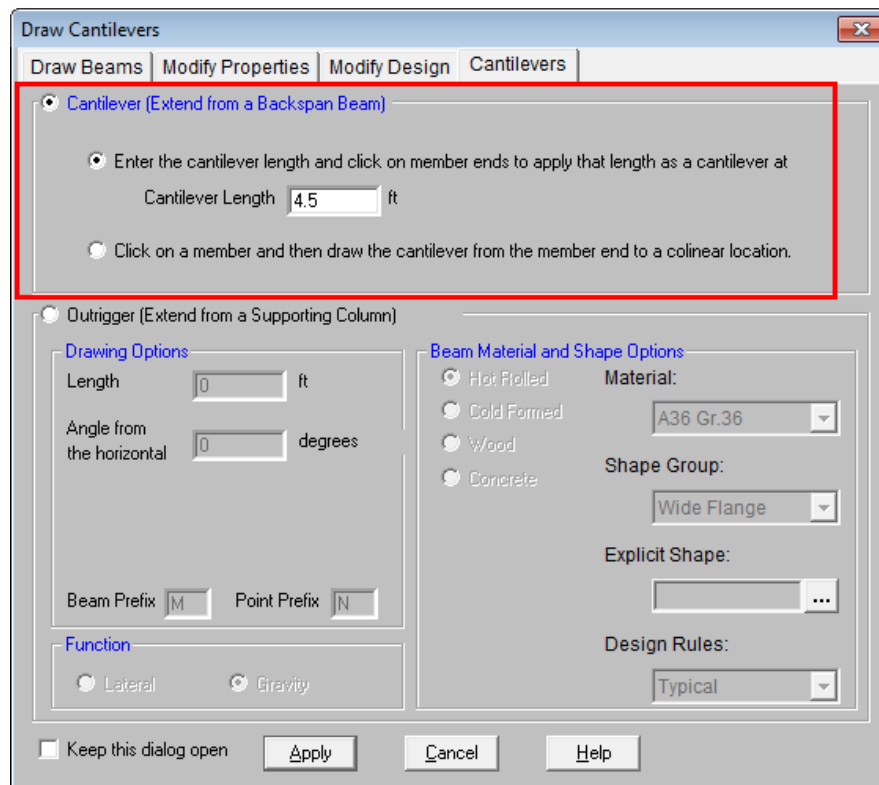 Draw Cantilevers
Draw Beams Modify Properties Modify Design Cantilevers
Cantilever (Extend from a Backspan Beam)
Enter the cantilever length and click on member ends to apply that length as a cantilever at
Cantilever Length 4.5 ft
Click on a member and then draw the cantilever from the member end to a colinear location.
Outrigger (Extend from a Supporting Column)
Drawing Options
Length 0 ft
Angle from
the horizontal 0 degrees
Beam Prefix M Point Prefix N
Function
Lateral Gravity
Beam Material and Shape Options
Hot Rolled
Cold Formed
Wood
Concrete
Material:
A36 Gr.36
Shape Group:
Wide Flange
Explicit Shape:
...
Design Rules:
Typical
Keep this dialog open Apply Cancel Help